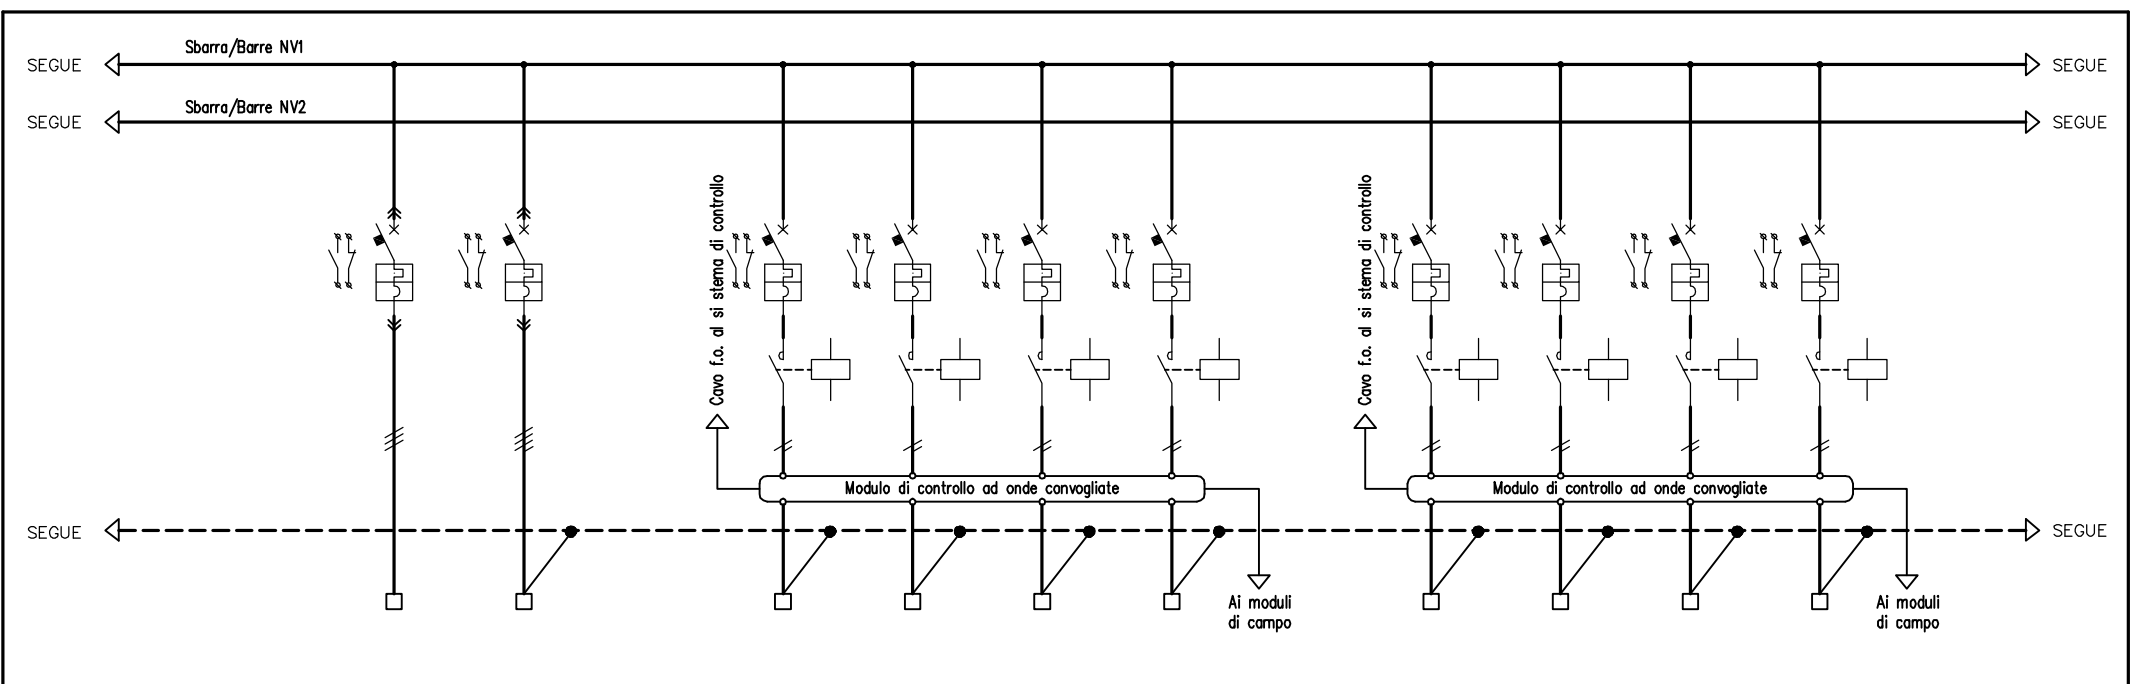 Sbarra/Barre NV1
SEGUE
SEGUE
Sbarra/Barre NV2
SEGUE
SEGUE
Cavo f.o. al si stema di controllo
Cavo f.o. al si stema di controllo
Modulo di controllo ad onde convogliate
Modulo di controllo ad onde convogliate
SEGUE
SEGUE
Ai moduli
di campo
Ai moduli
di campo